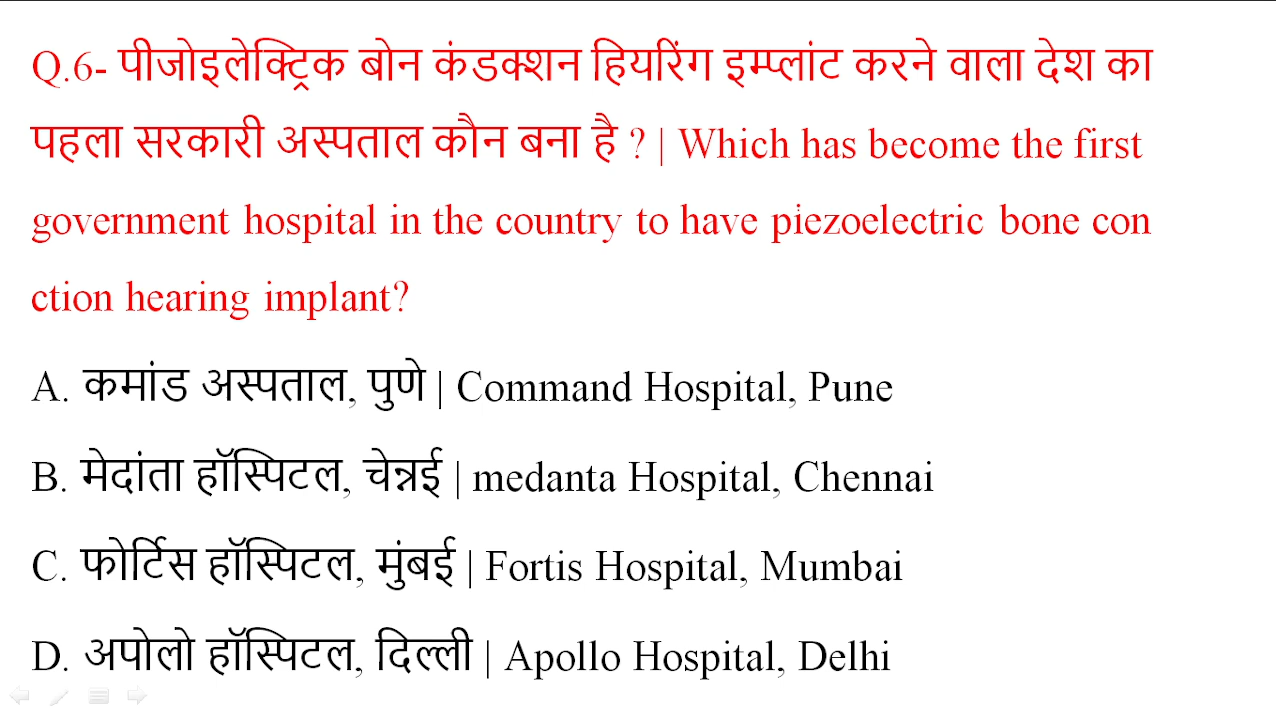 Q.6- पीजोइलेक्ट्रिक बोन कंडक्शन हियरिंग इम्प्लांट करने वाला देश का
पहला सरकारी अस्पताल कौन बना है ? | Which has become the first
government hospital in the country to have piezoelectric bone con
ction hearing implant?
A. कमांड अस्पताल, पुणे | Command Hospital, Pune
B. मेदांता हॉस्पिटल, चेन्नई | medanta Hospital, Chennai
C. फोर्टिस हॉस्पिटल, मुंबई | Fortis Hospital, Mumbai
D. अपोलो हॉस्पिटल, दिल्ली | Apollo Hospital, Delhi